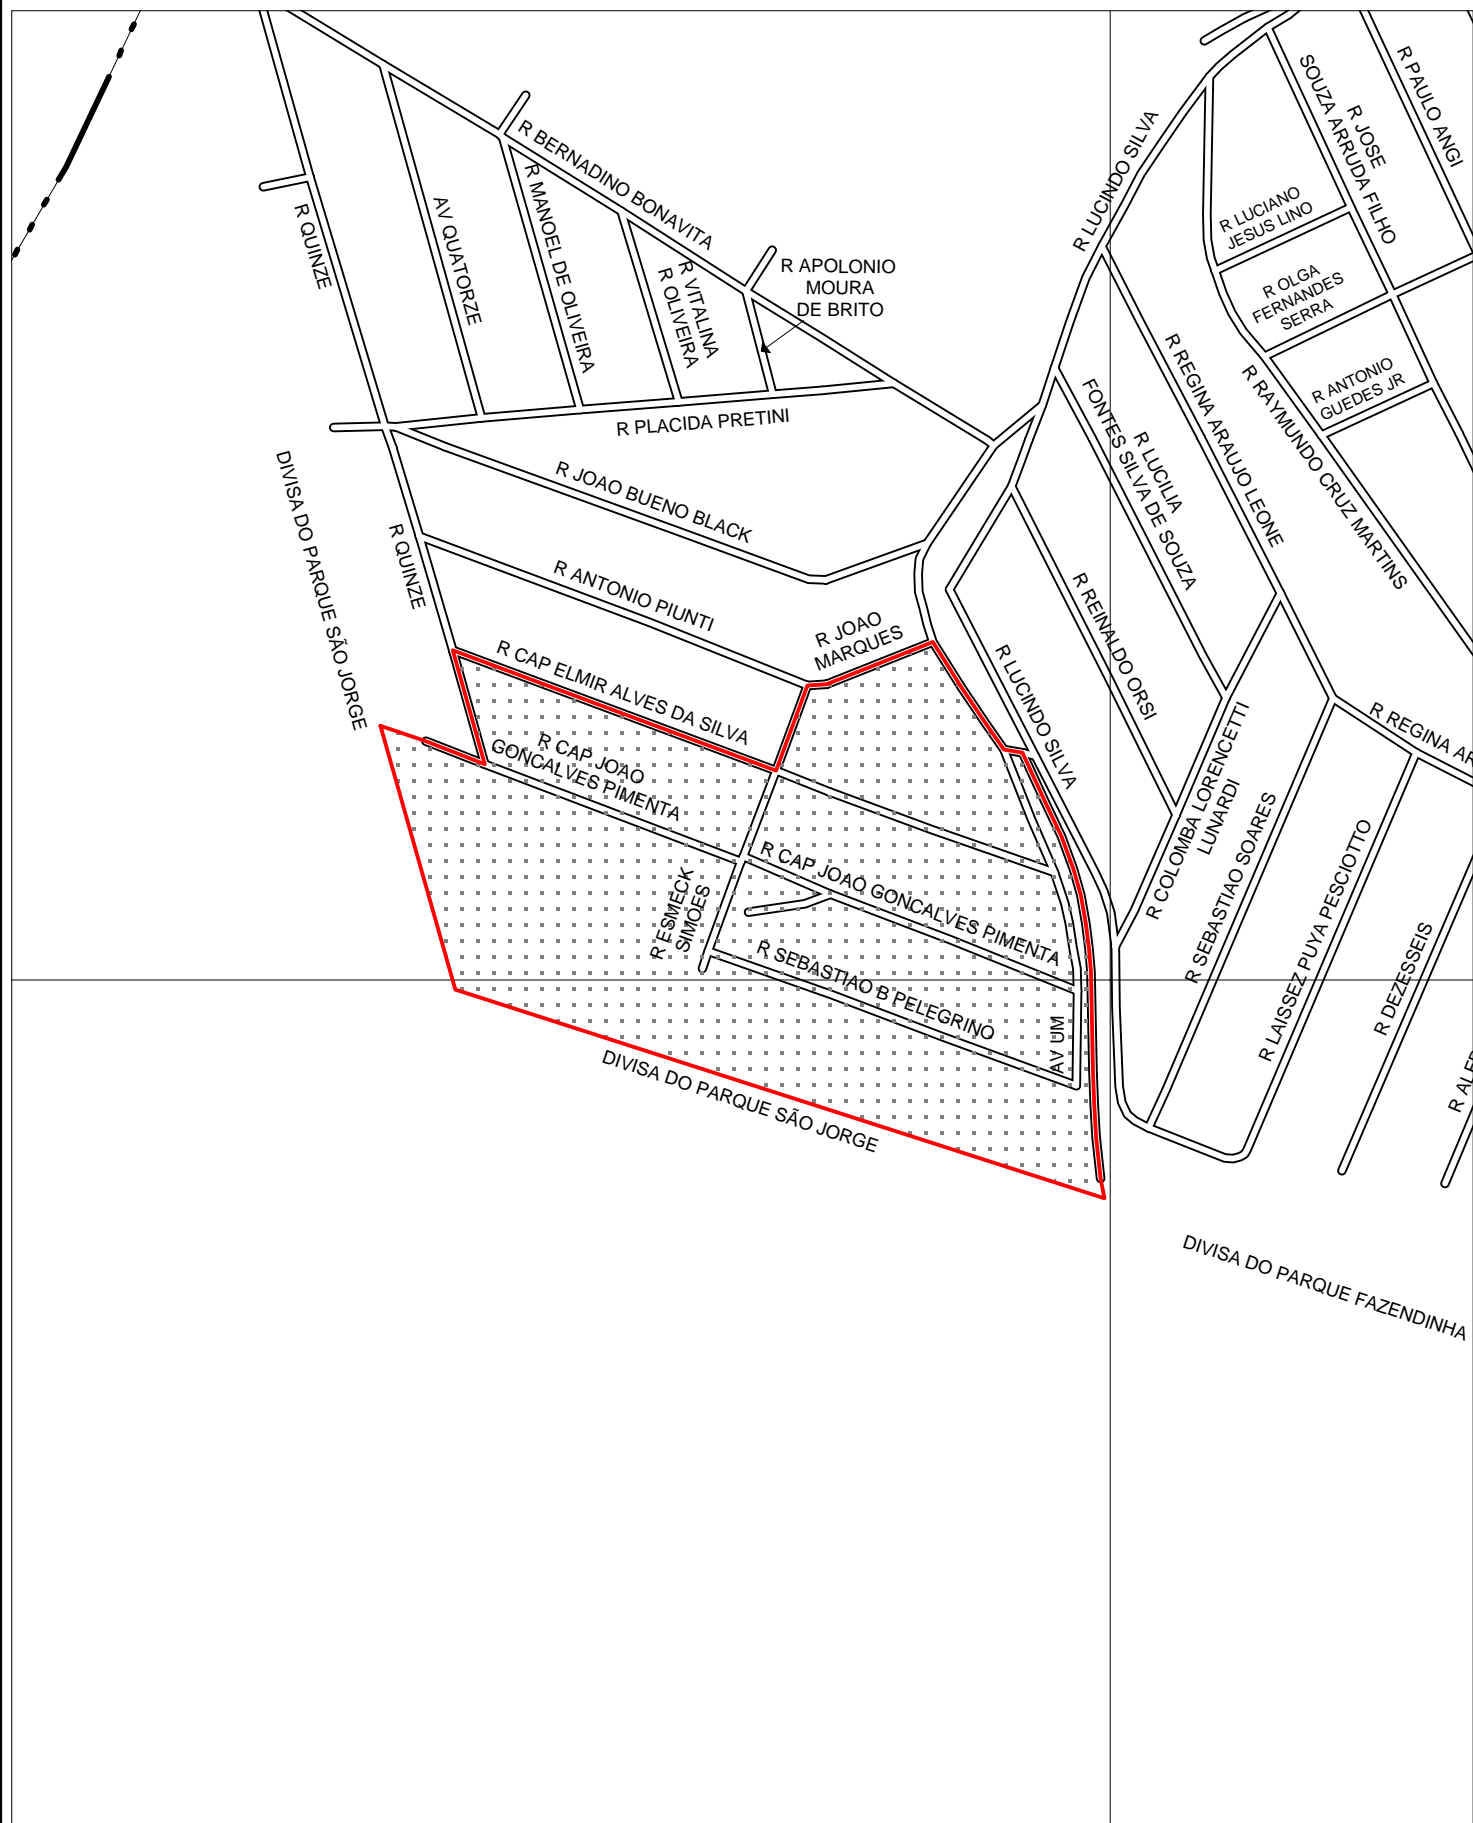 R PAULO ANGI
R JOSE
SOUZA ARRUDA FILHO
R LUCINDO SILVA
R BERNADINO BONAVITA
R MANOEL DE OLIVEIRA
AV QUATORZE
R QUINZE
R VITALINA
R OLIVEIRA
R APOLONIO
MOURA
DE BRITO
R LUCIANO
JESUS LINO
R OLGA
FERNANDES
SERRA
R ANTONIO
GUEDES JR
R REGINA ARAUJO LEONE
R RAYMUNDO CRUZ MARTINS
R LUCILIA
FONTES SILVA DE SOUZA
R PLACIDA PRETINI
R JOAO BUENO BLACK
DIVISA DO PARQUE SÃO JORGE
R QUINZE
R ANTONIO PIUNTI
R JOAO
MARQUES
R REINALDO ORSI
R CAP ELMIR ALVES DA SILVA
R LUCINDO SILVA
R CAP JOAO
GONCALVES PIMENTA
R REGINA AR
R COLOMBA LORENCETTI
LUNARDI
R SEBASTIAO SOARES
R LAISSEZ PUYA PESCIOTTO
R CAP JOAO GONCALVES PIMENTA
R ESMECK
SIMOES
R SEBASTIAO B PELEGRINO
AV UM
R DEZESSEIS
R ALE
DIVISA DO PARQUE SÃO JORGE
DIVISA DO PARQUE FAZENDINHA